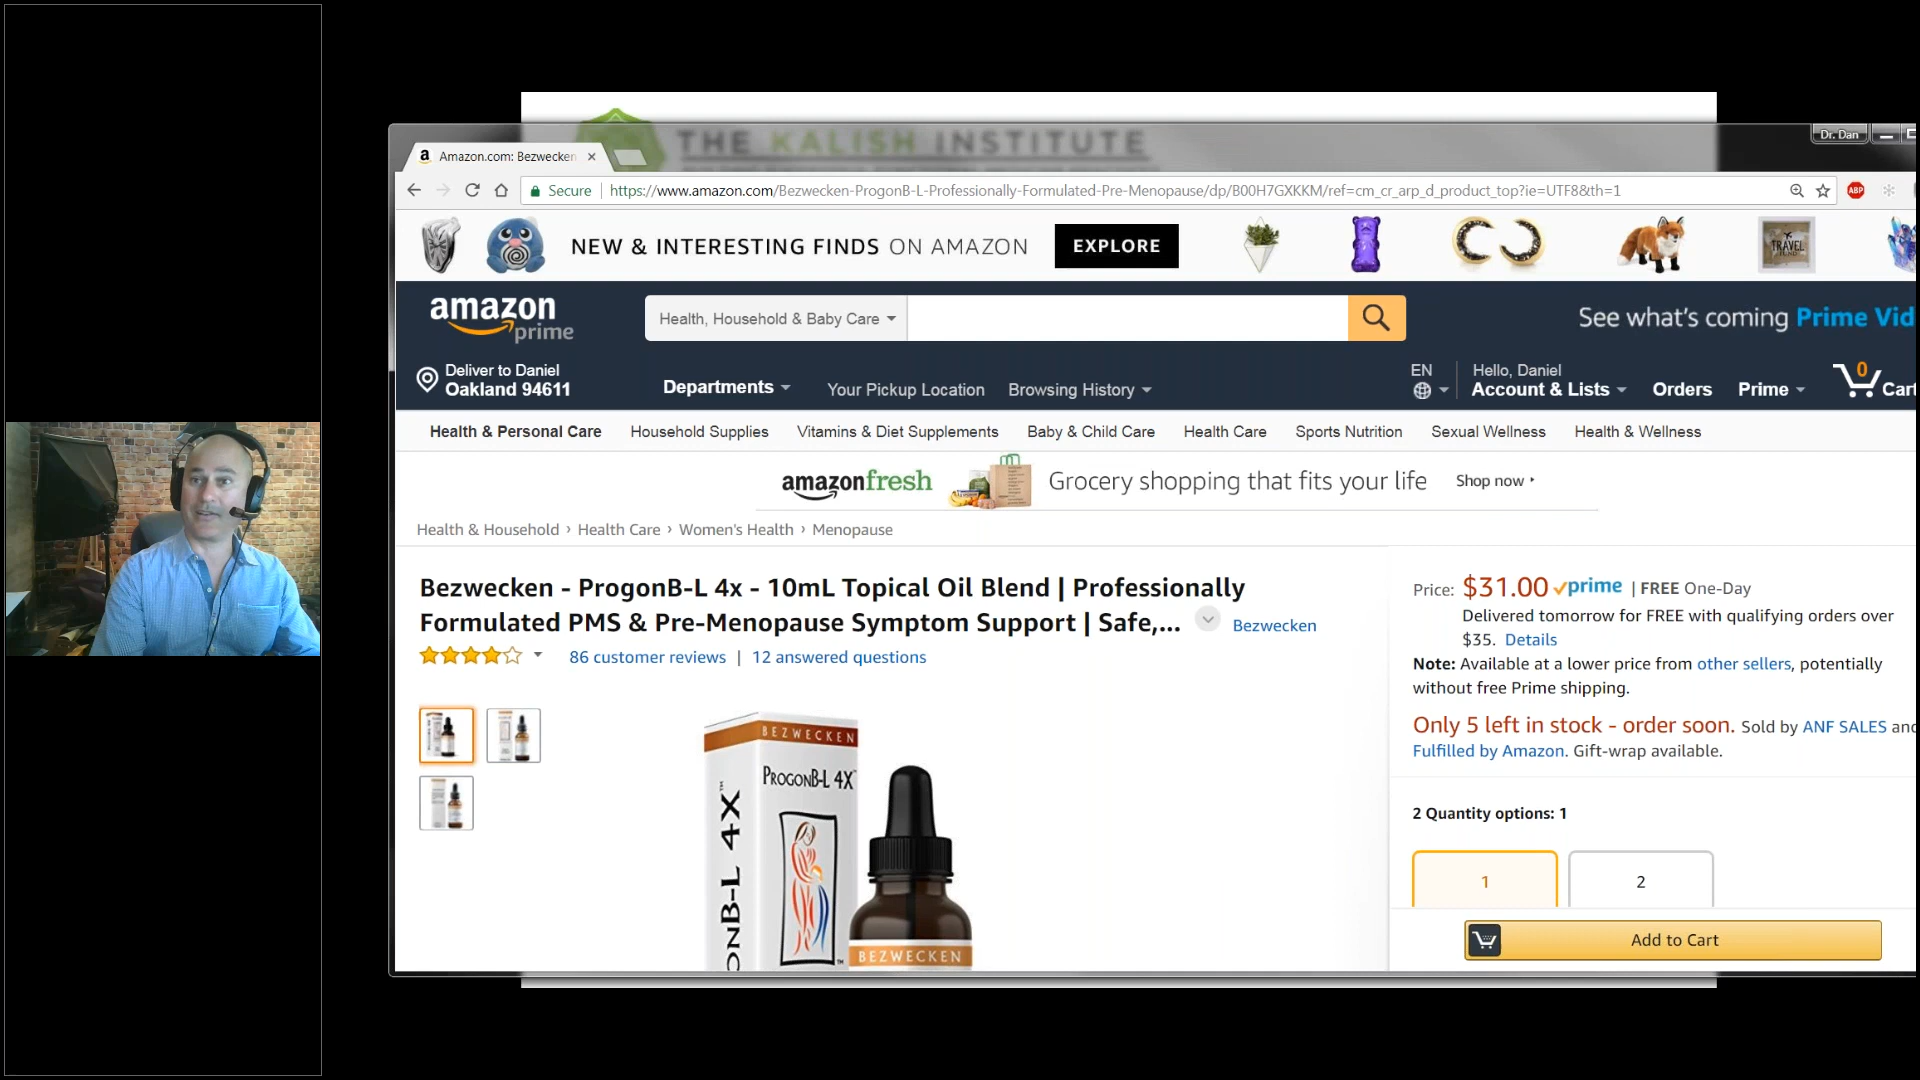 THE KALISH INSTITUTE
Dr. Dan
a Amazon.com: Bezwecken
Secure https://www.amazon.com/Bezwecken-ProgonB-L-Professionally-Formulated-Pre-Menopause/dp/B00H7GXKKM/ref=cm_cr_arp_d_product_top?ie=UTF8&th=1
ABP
NEW & INTERESTING FINDS ON AMAZON EXPLORE
TRAVEL
amazon prime
Health, Household & Baby Care
See what's coming Prime Vid
Deliver to Daniel
Oakland 94611
Departments Your Pickup Location Browsing History
EN
Hello, Daniel
Account & Lists Orders Prime 0 Cart
Health & Personal Care Household Supplies Vitamins & Diet Supplements Baby & Child Care Health Care Sports Nutrition Sexual Wellness Health & Wellness
amazonfresh Grocery shopping that fits your life Shop now
Health & Household › Health Care › Women's Health › Menopause
Bezwecken - ProgonB-L 4x - 10mL Topical Oil Blend | Professionally
Formulated PMS & Pre-Menopause Symptom Support | Safe,... Bezwecken
86 customer reviews | 12 answered questions
BEZWECKEN
PROGONB-L 4X™
ONB-L 4X™
BEZWECKEN
Price: $31.00 prime | FREE One-Day
Delivered tomorrow for FREE with qualifying orders over
$35. Details
Note: Available at a lower price from other sellers, potentially
without free Prime shipping.
Only 5 left in stock - order soon. Sold by ANF SALES and
Fulfilled by Amazon. Gift-wrap available.
2 Quantity options: 1
1 2
Add to Cart